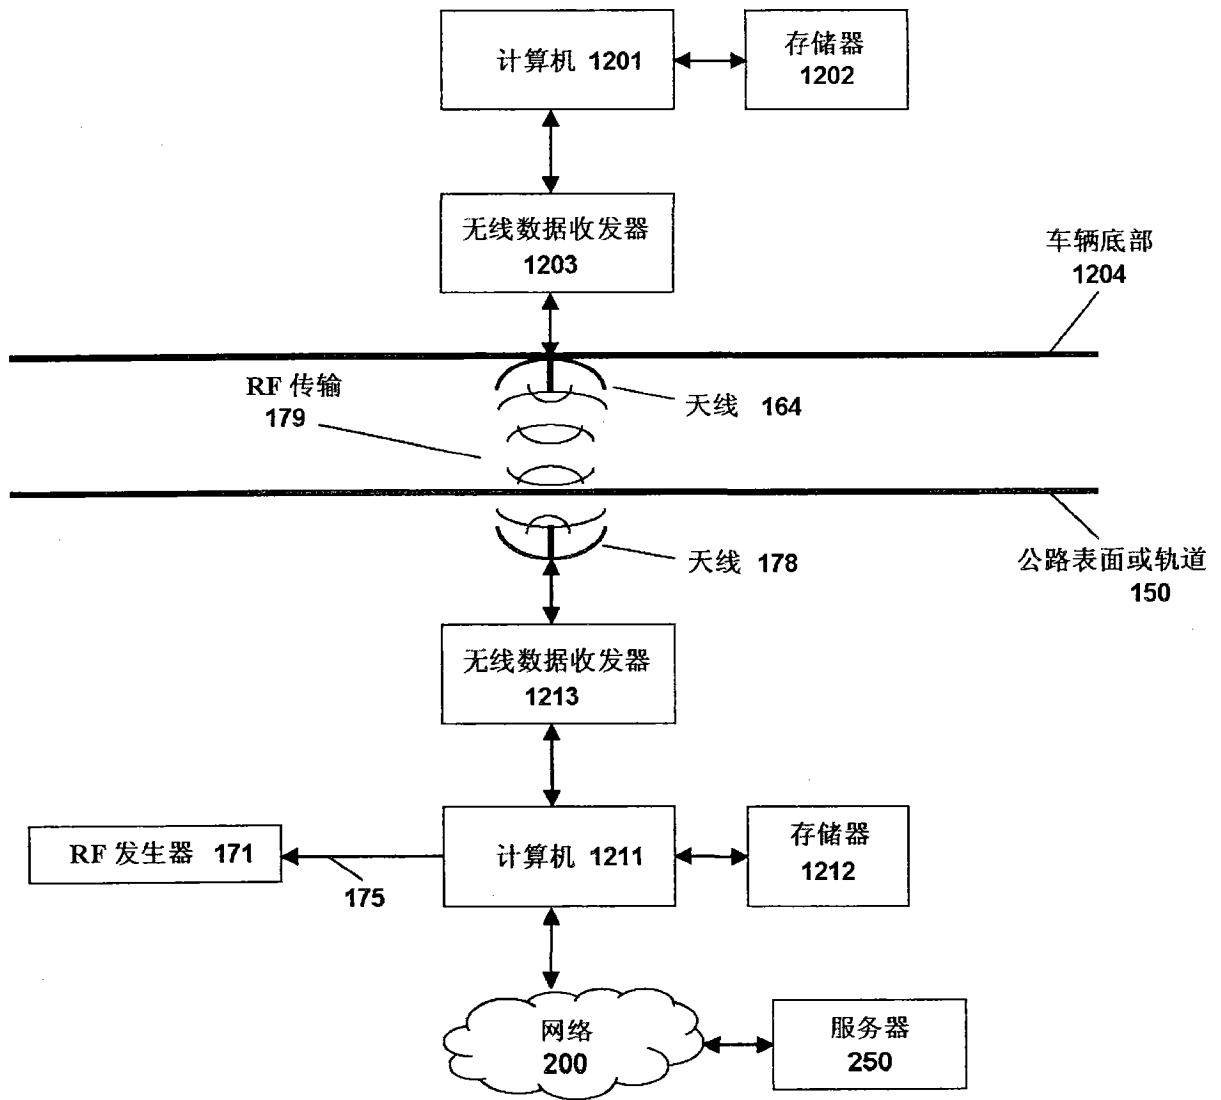 计算机 1201
存储器
1202
无线数据收发器
1203
车辆底部
1204
RF 传输
179
天线 164
天线 178
公路表面或轨道
150
无线数据收发器
1213
RF 发生器 171
175
计算机 1211
存储器
1212
网络
200
服务器
250